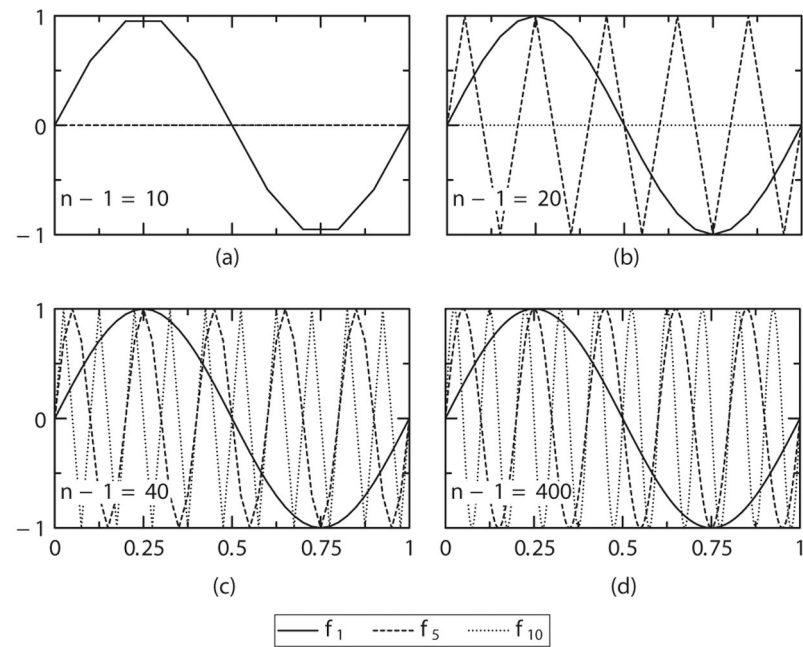 1
0
−1
n − 1 = 10
(a)
n − 1 = 20
(b)
1
0
−1
n − 1 = 40
0 0.25 0.5 0.75 1
(c)
n − 1 = 400
0 0.25 0.5 0.75 1
(d)
f1 f5 f10